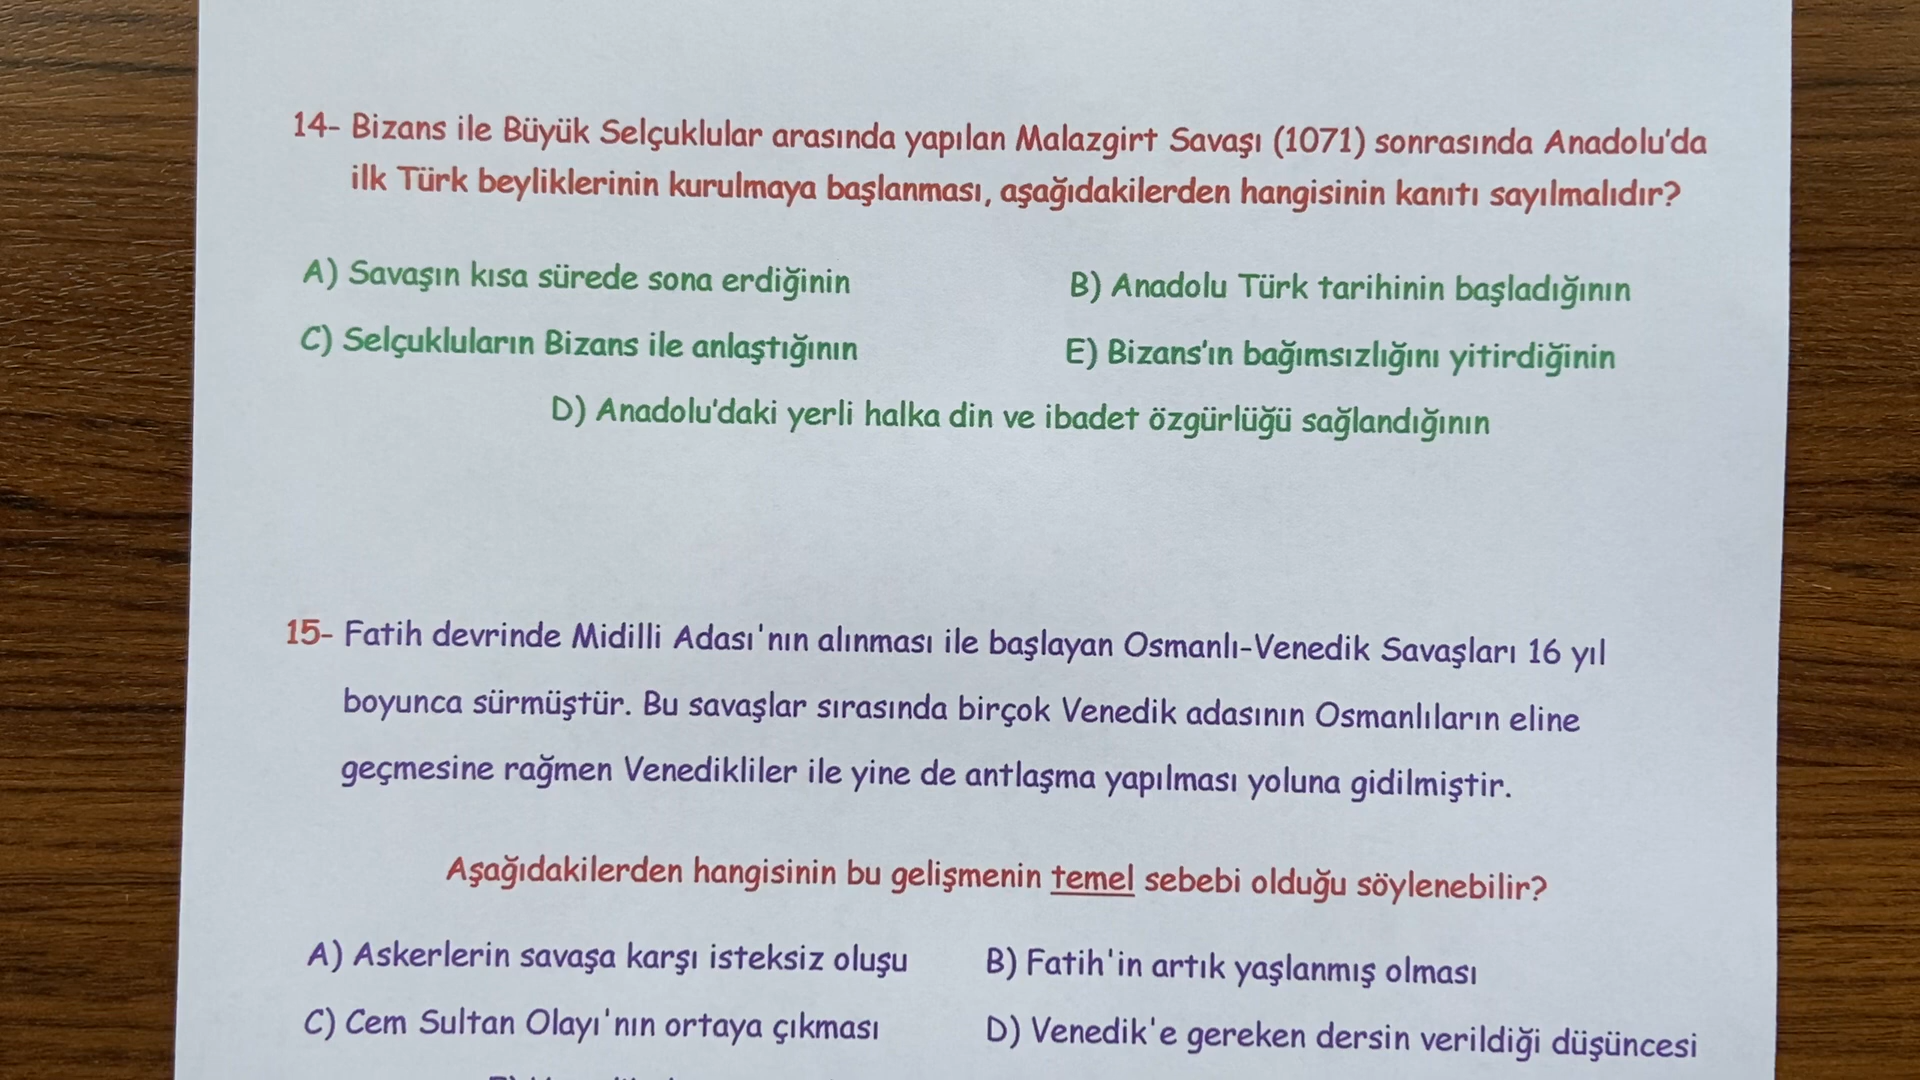 14- Bizans ile Büyük Selçuklular arasında yapılan Malazgirt Savaşı (1071) sonrasında Anadolu'da
ilk Türk beyliklerinin kurulmaya başlanması, aşağıdakilerden hangisinin kanıtı sayılmalıdır?
A) Savaşın kısa sürede sona erdiğinin
B) Anadolu Türk tarihinin başladığının
C) Selçukluların Bizans ile anlaştığının
E) Bizans'ın bağımsızlığını yitirdiğinin
D) Anadolu'daki yerli halka din ve ibadet özgürlüğü sağlandığının
15- Fatih devrinde Midilli Adası'nın alınması ile başlayan Osmanlı-Venedik Savaşları 16 yıl
boyunca sürmüştür. Bu savaşlar sırasında birçok Venedik adasının Osmanlıların eline
geçmesine rağmen Venedikliler ile yine de antlaşma yapılması yoluna gidilmiştir.
Aşağıdakilerden hangisinin bu gelişmenin temel sebebi olduğu söylenebilir?
A) Askerlerin savaşa karşı isteksiz oluşu
B) Fatih'in artık yaşlanmış olması
C) Cem Sultan Olayı'nın ortaya çıkması
D) Venedik'e gereken dersin verildiği düşüncesi